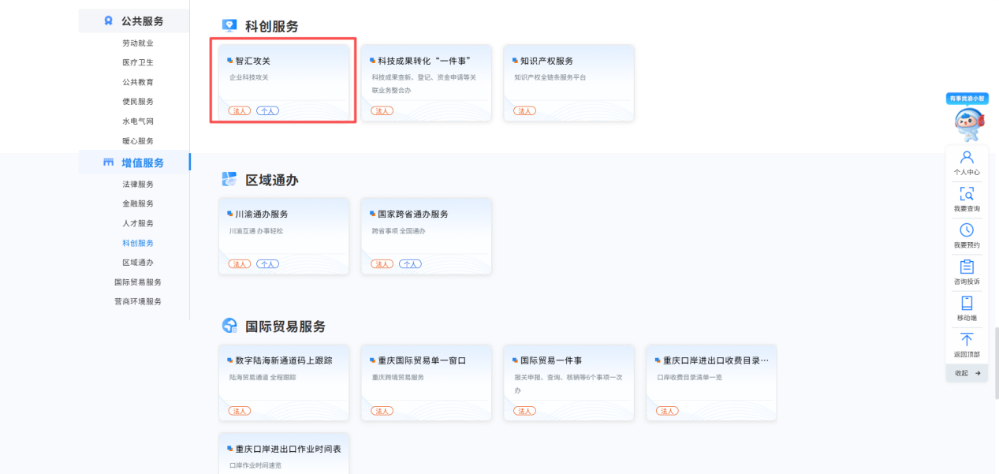 公共服务
劳动就业
医疗卫生
公共教育
便民服务
水电气网
暖心服务
增值服务
法律服务
金融服务
人才服务
科创服务
区域通办
国际贸易服务
营商环境服务
科创服务
智汇攻关
企业科技攻关
法人 个人
科技成果转化“一件事”
科技成果查新、登记、资金申请等关
联业务整合办
法人
知识产权服务
知识产权全链条服务平台
法人
区域通办
川渝通办服务
川渝互通 办事轻松
法人 个人
国家跨省通办服务
跨省事项 全国通办
法人 个人
国际贸易服务
数字陆海新通道码上跟踪
陆海贸易通道 全程跟踪
法人
重庆国际贸易单一窗口
重庆跨境贸易服务
法人
国际贸易一件事
报关申报、查询、核销等6个事项一次
办
法人
重庆口岸进出口收费目录…
口岸收费目录清单一览
法人
重庆口岸进出口作业时间表
口岸作业时间速览
有事找渝小智
个人中心
我要查询
我要预约
咨询投诉
移动端
返回顶部
收起 →